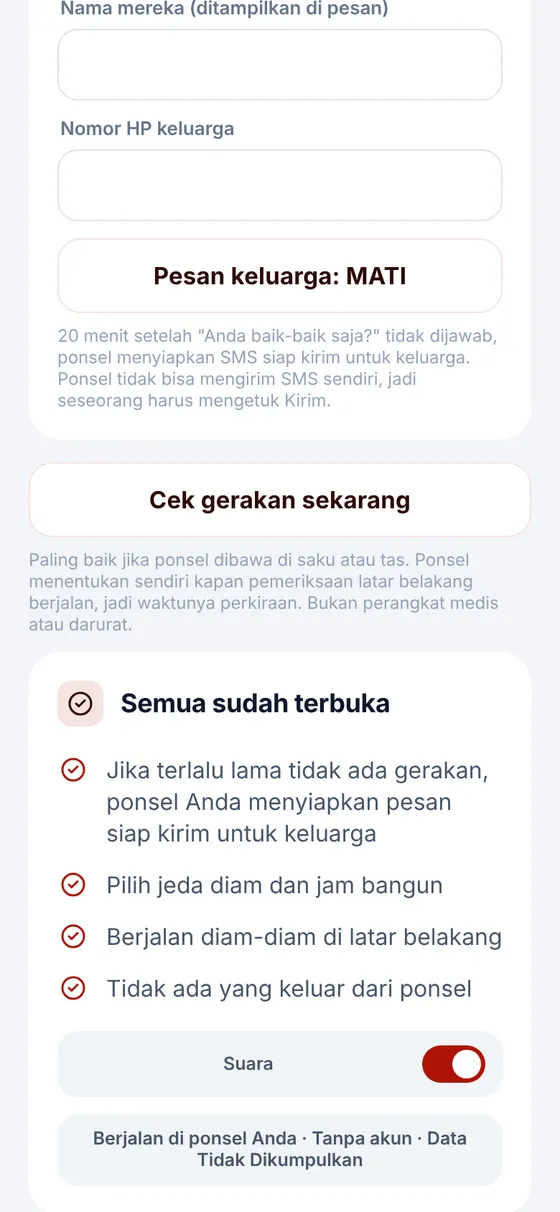 Nama mereka (ditampilkan di pesan)
Nomor HP keluarga
Pesan keluarga: MATI
20 menit setelah "Anda baik-baik saja?" tidak dijawab,
ponsel menyiapkan SMS siap kirim untuk keluarga.
Ponsel tidak bisa mengirim SMS sendiri, jadi
seseorang harus mengetuk Kirim.
Cek gerakan sekarang
Paling baik jika ponsel dibawa di saku atau tas. Ponsel
menentukan sendiri kapan pemeriksaan latar belakang
berjalan, jadi waktunya perkiraan. Bukan perangkat medis
atau darurat.
Semua sudah terbuka
Jika terlalu lama tidak ada gerakan,
ponsel Anda menyiapkan pesan
siap kirim untuk keluarga
Pilih jeda diam dan jam bangun
Berjalan diam-diam di latar belakang
Tidak ada yang keluar dari ponsel
Suara
Berjalan di ponsel Anda · Tanpa akun · Data
Tidak Dikumpulkan